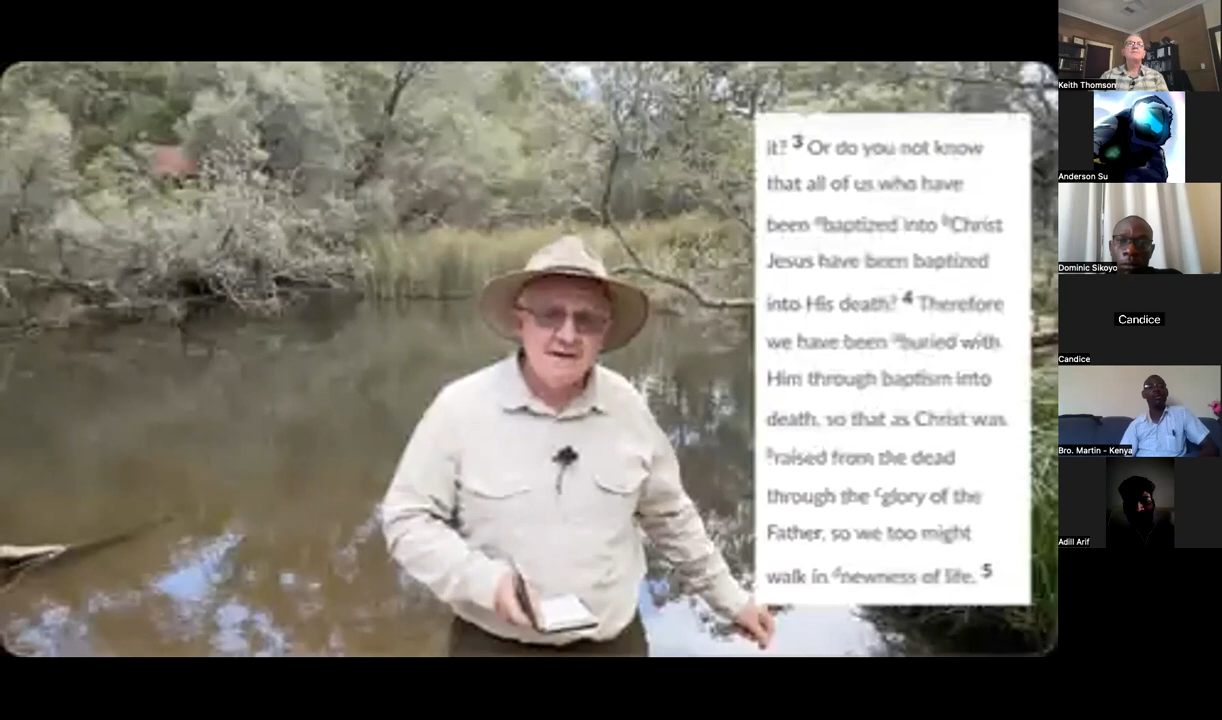 it? 3 Or do you not know
that all of us who have
been a baptized into b Christ
Jesus have been baptized
into His death? 4 Therefore
we have been a buried with
Him through baptism into
death, so that as Christ was
b raised from the dead
through the c glory of the
Father, so we too might
walk in d newness of life. 5
Keith Thomson
Anderson Su
Dominic Sikoyo
Candice
Candice
Bro. Martin - Kenya
Adill Arif